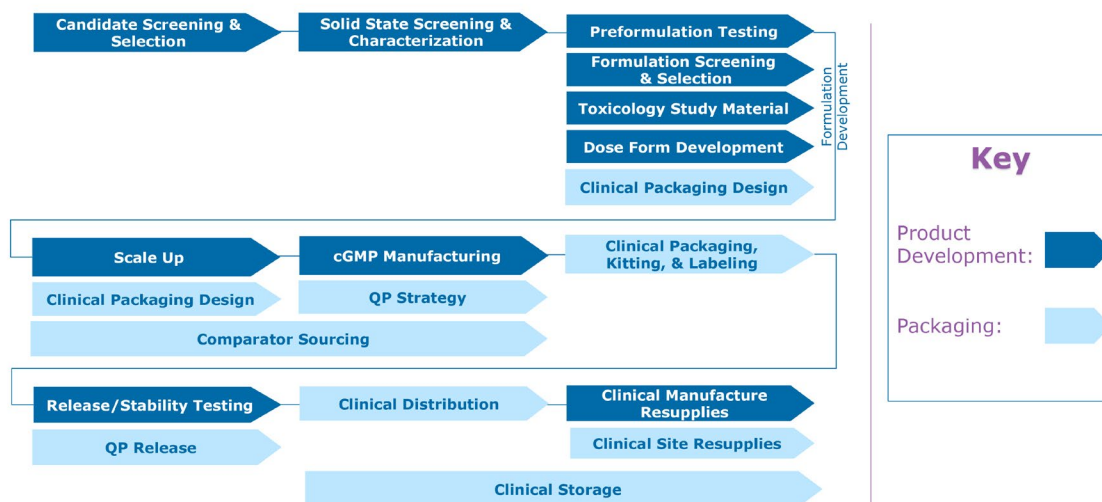 Candidate Screening &
Selection
Solid State Screening &
Characterization
Preformulation Testing
Formulation Screening
& Selection
Toxicology Study Material
Dose Form Development
Clinical Packaging Design
Formulation
Development
Scale Up
cGMP Manufacturing
Clinical Packaging,
Kitting, & Labeling
Clinical Packaging Design
QP Strategy
Comparator Sourcing
Release/Stability Testing
Clinical Distribution
Clinical Manufacture
Resupplies
QP Release
Clinical Site Resupplies
Clinical Storage
Key
Product
Development:
Packaging: